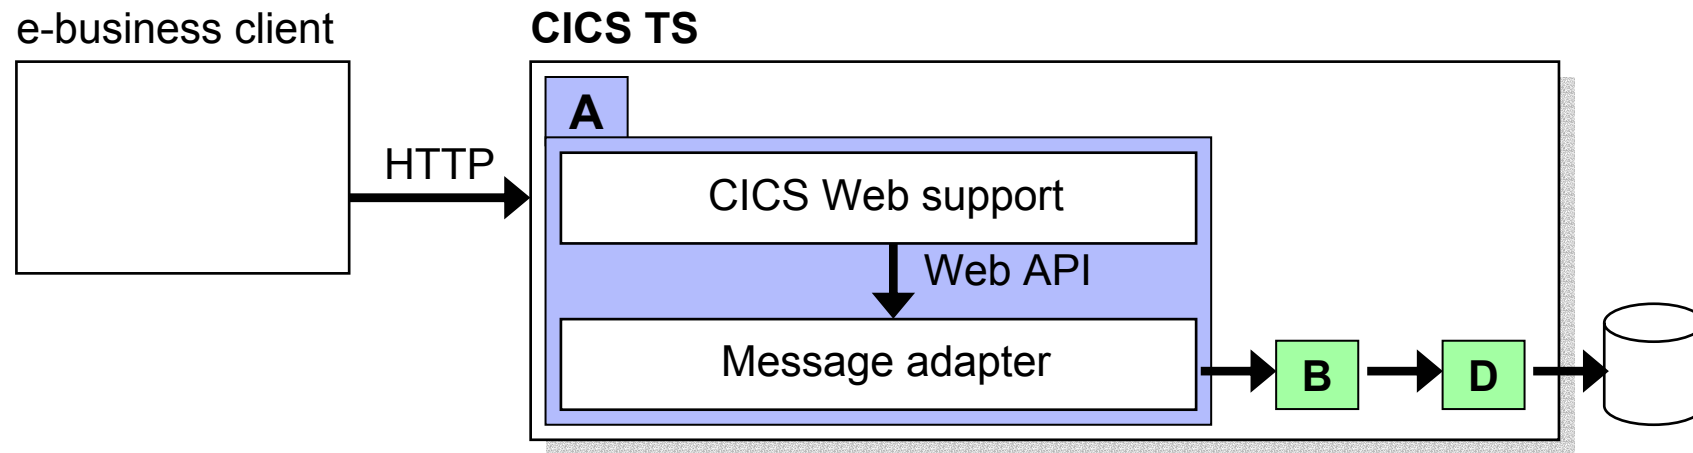 e-business client
CICS TS
A
HTTP
CICS Web support
Web API
Message adapter
B
D